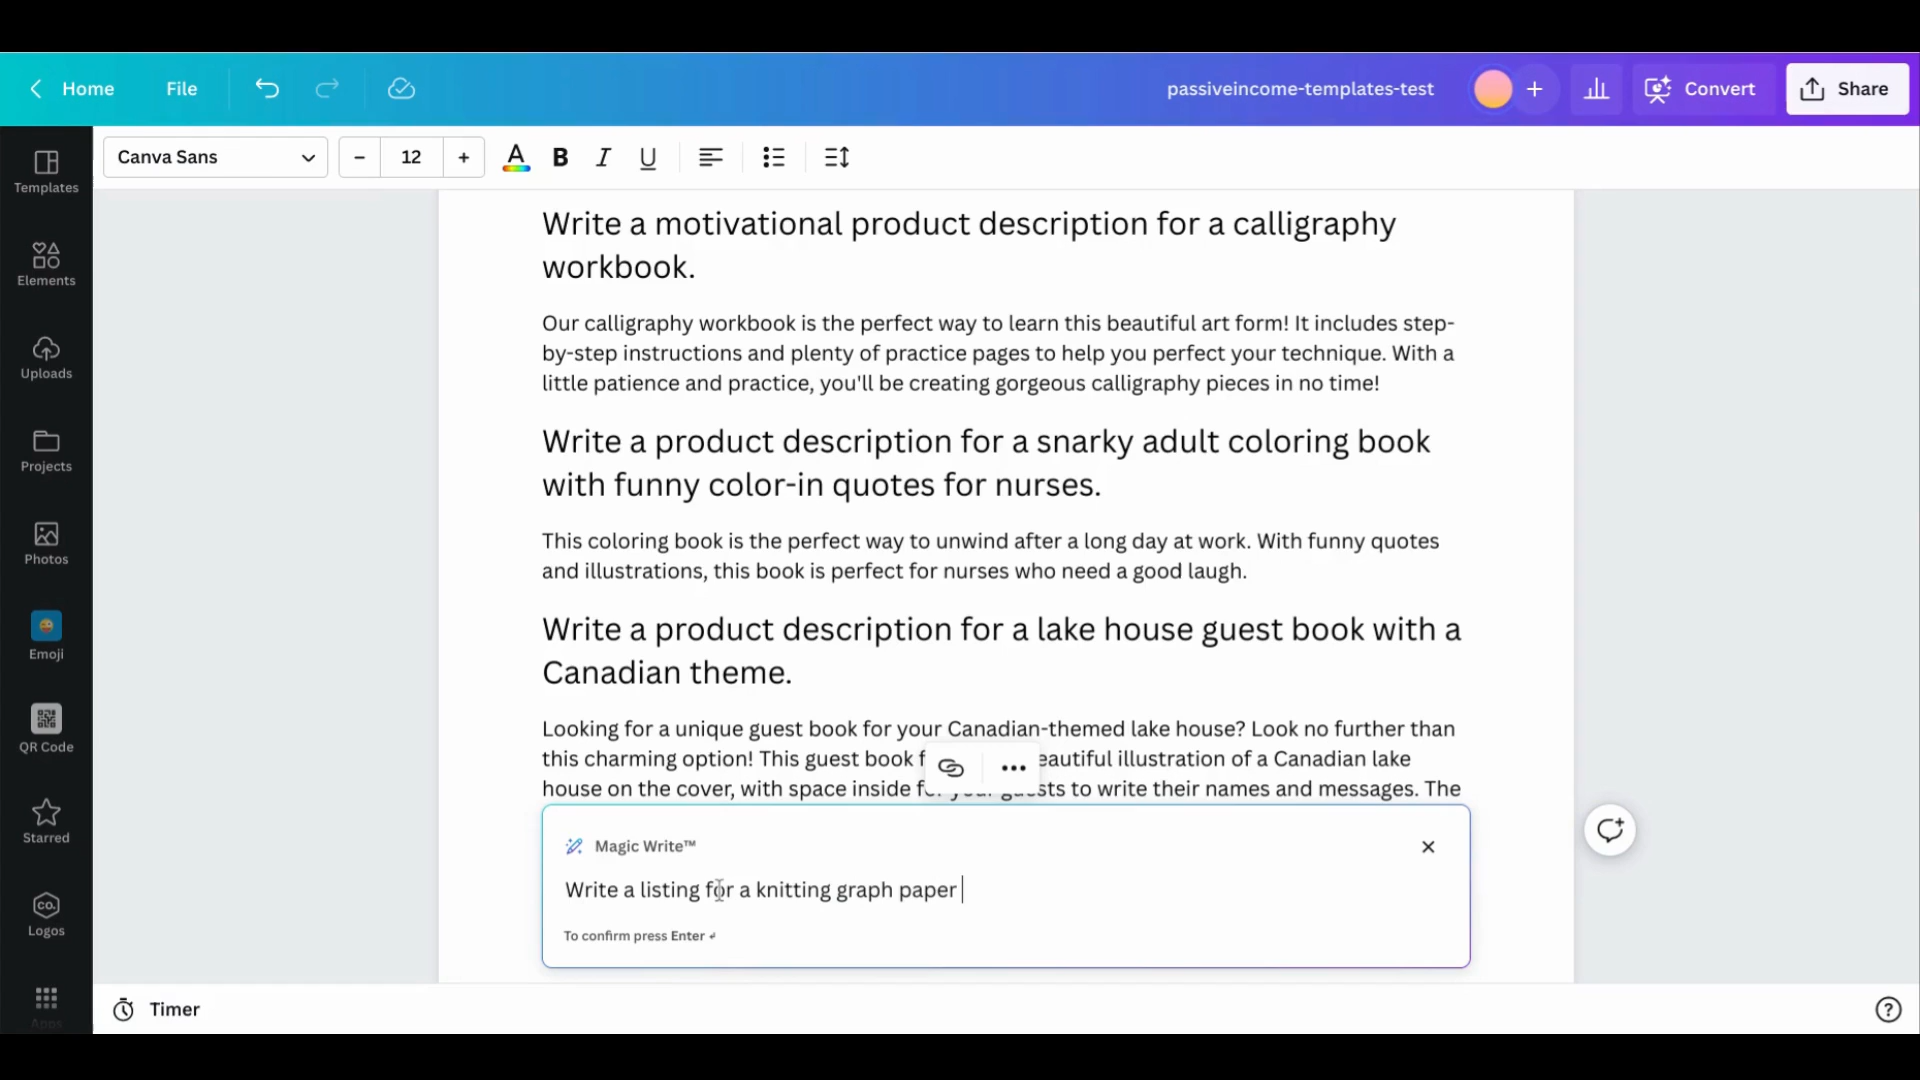 Home
File
passiveincome-templates-test
Convert
Share
Canva Sans
12
A
B
I
U
Templates
Elements
Uploads
Projects
Photos
Emoji
QR Code
Starred
CO.
Logos
Apps
Write a motivational product description for a calligraphy
workbook.
Our calligraphy workbook is the perfect way to learn this beautiful art form! It includes step-
by-step instructions and plenty of practice pages to help you perfect your technique. With a
little patience and practice, you'll be creating gorgeous calligraphy pieces in no time!
Write a product description for a snarky adult coloring book
with funny color-in quotes for nurses.
This coloring book is the perfect way to unwind after a long day at work. With funny quotes
and illustrations, this book is perfect for nurses who need a good laugh.
Write a product description for a lake house guest book with a
Canadian theme.
Looking for a unique guest book for your Canadian-themed lake house? Look no further than
this charming option! This guest book illustration of a Canadian lake
house on the cover, with space inside for your guests to write their names and messages. The
Magic Write™
Write a listing for a knitting graph paper
To confirm press Enter ↵
Timer
?